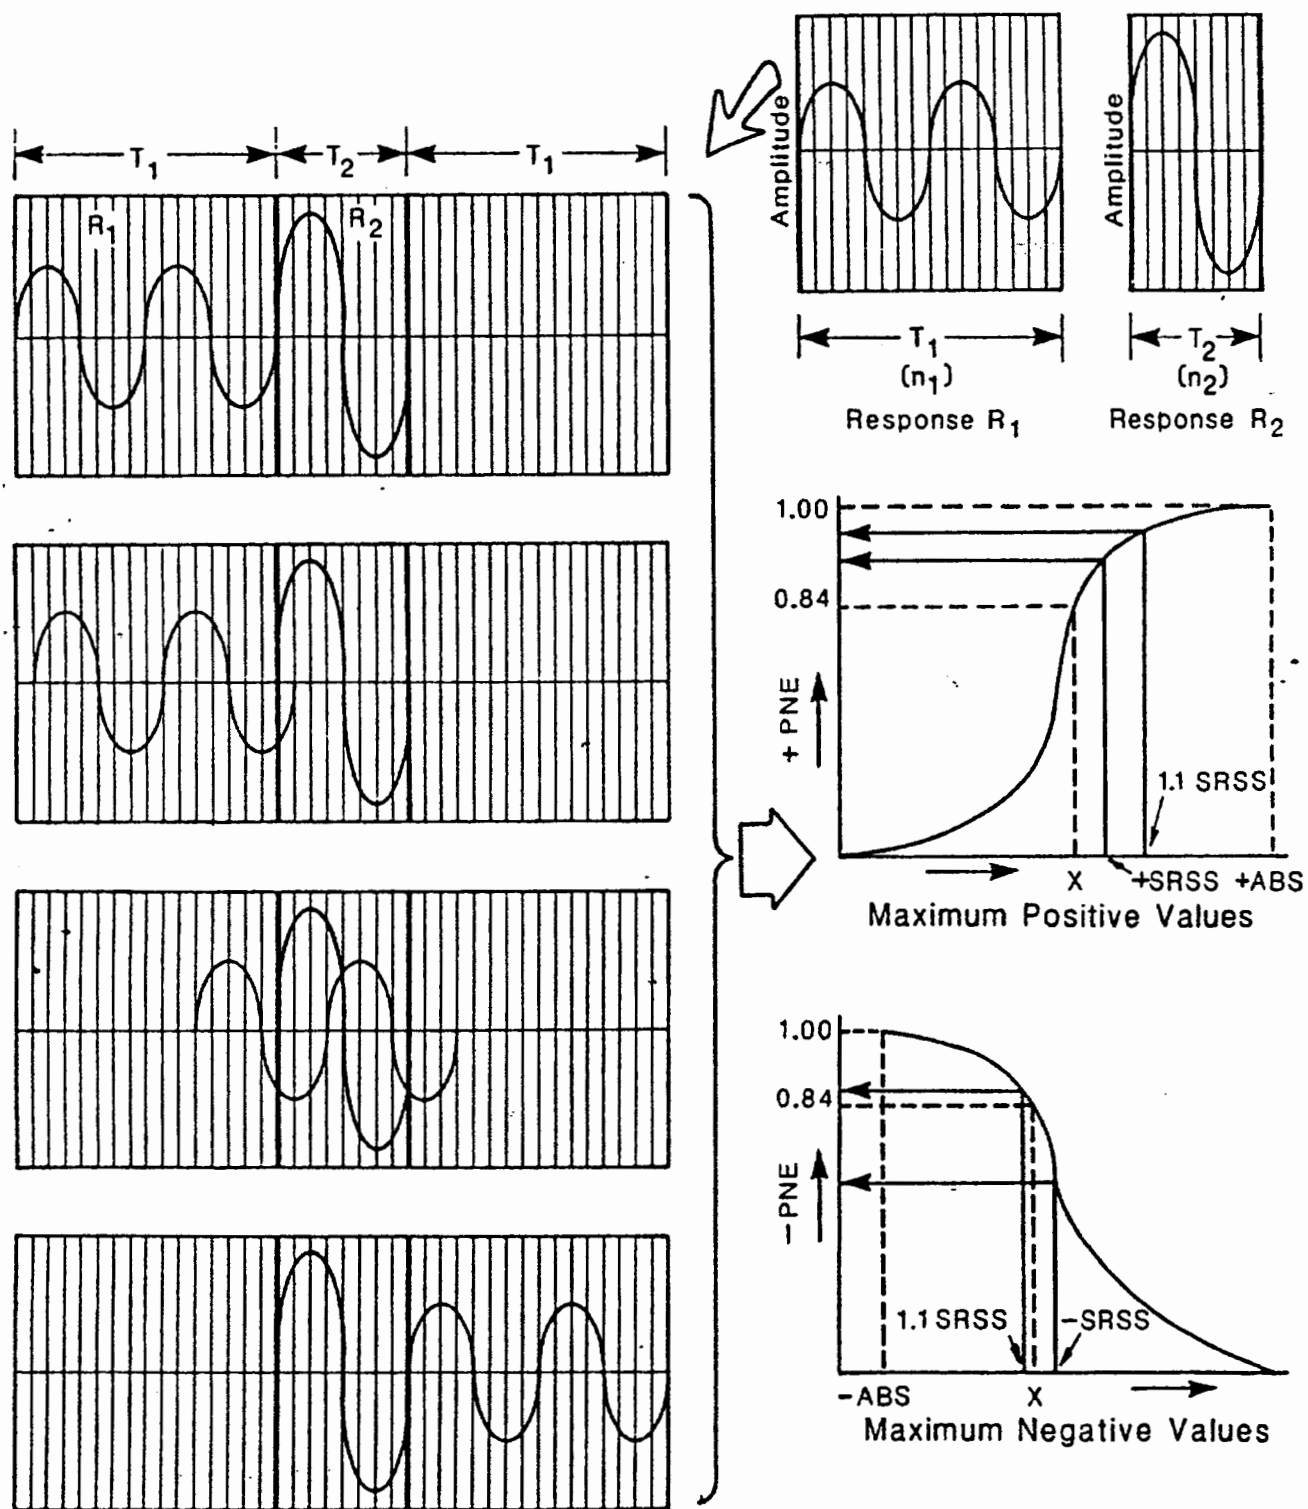 T₁ T₂ T₁
R₁ R₂
Amplitude
T₁
(n₁)
Response R₁
Amplitude
T₂
(n₂)
Response R₂
1.00
0.84
+ PNE
1.1 SRSS
X +SRSS +ABS
Maximum Positive Values
1.00
0.84
−PNE
1.1 SRSS −SRSS
−ABS X
Maximum Negative Values